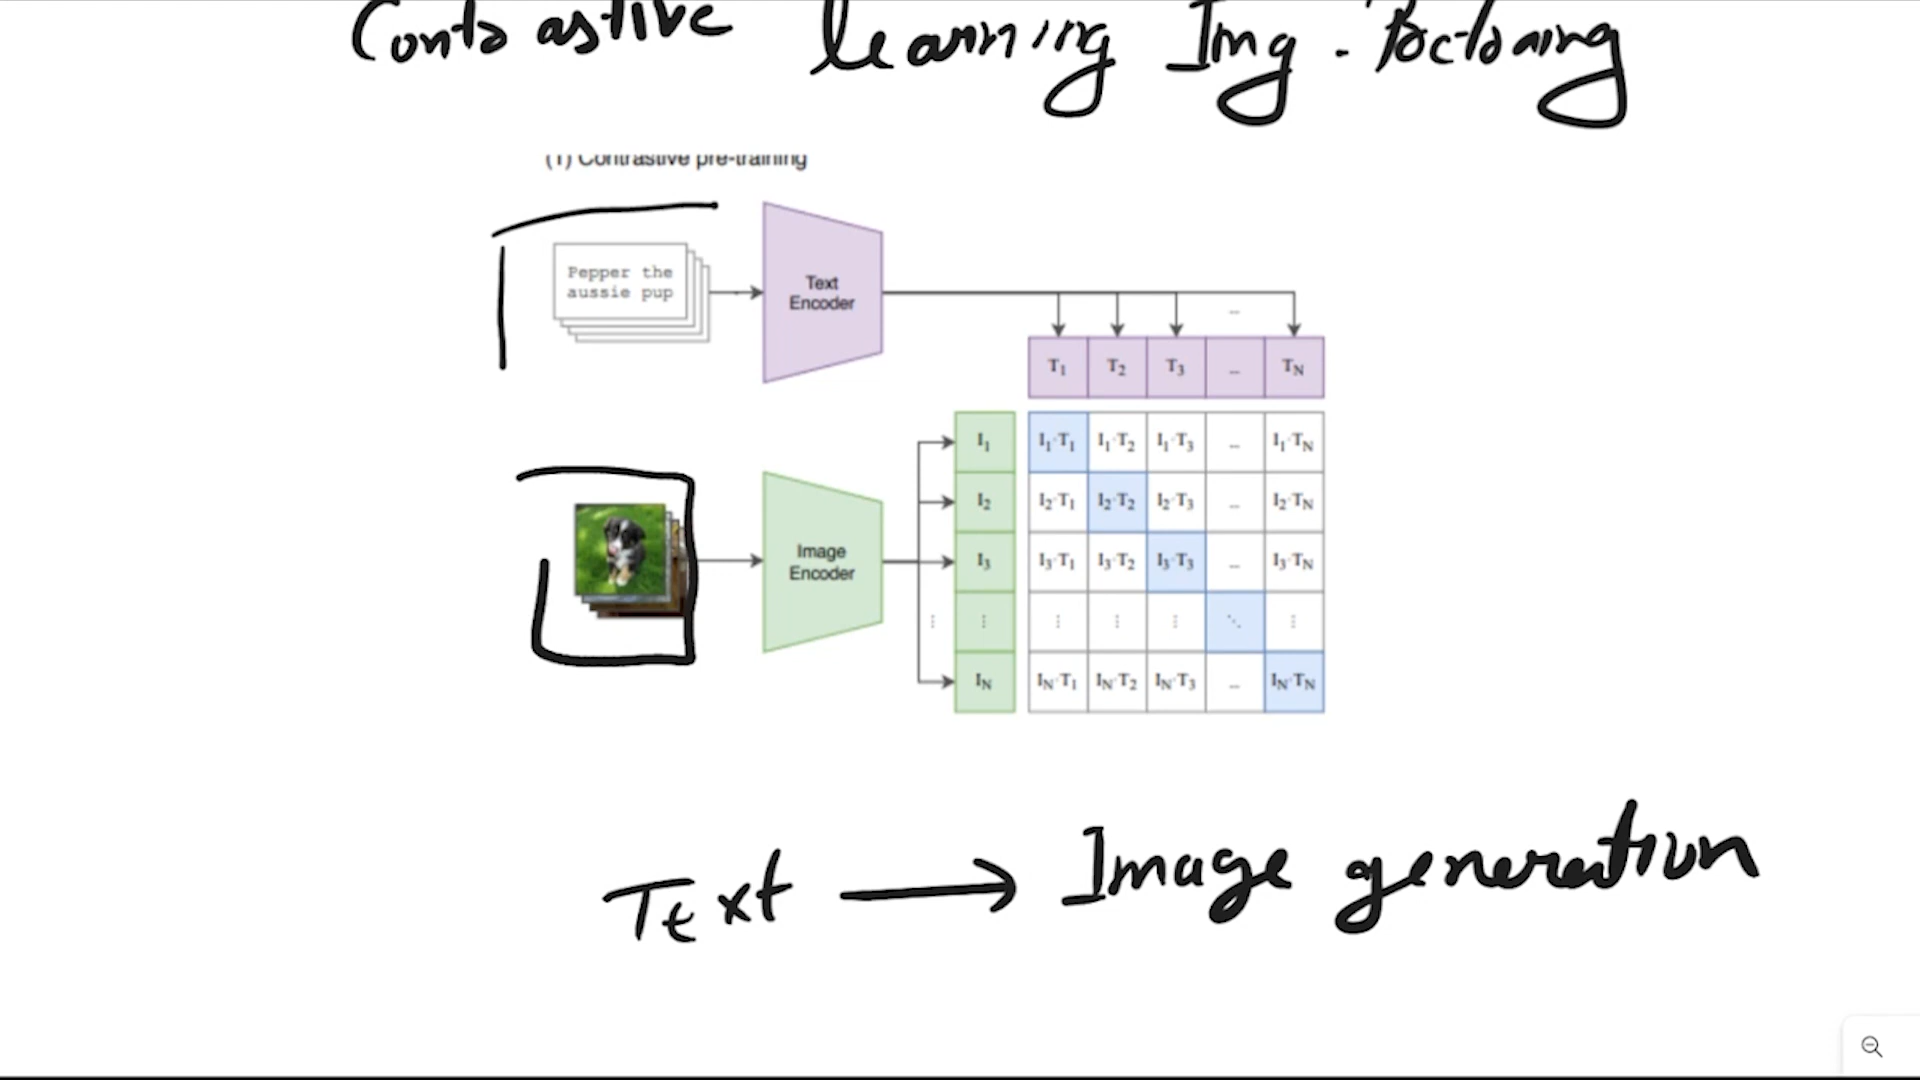 Contrastive learning Img.
(1) Contrastive pre-training
Pepper the
aussie pup
Text
Encoder
...
T1 T2 T3 ... TN
I1 I1·T1 I1·T2 I1·T3 ... I1·TN
I2 I2·T1 I2·T2 I2·T3 ... I2·TN
Image
Encoder
I3 I3·T1 I3·T2 I3·T3 ... I3·TN
⋮ ⋮ ⋮ ⋮ ⋮ ⋱ ⋮
IN IN·T1 IN·T2 IN·T3 ... IN·TN
Text → Image generation